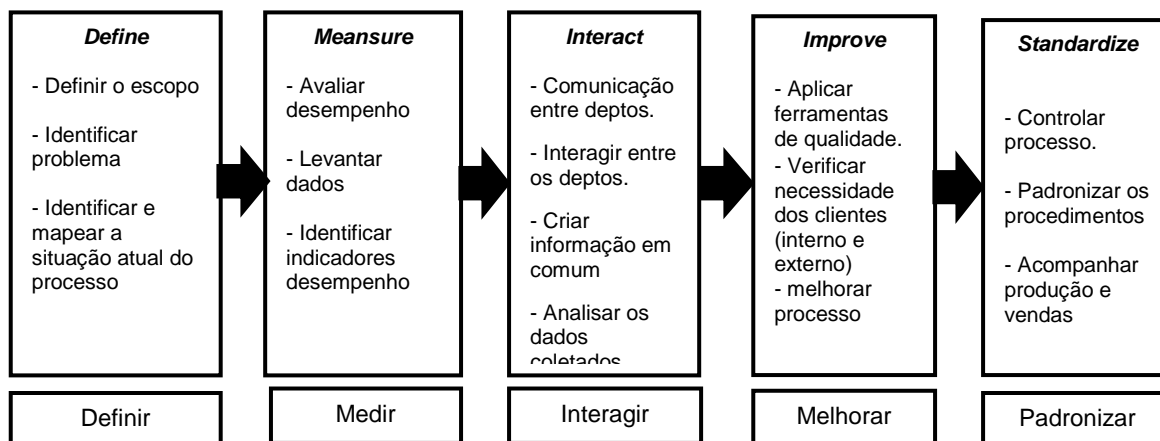 Define
- Definir o escopo
- Identificar
problema
- Identificar e
mapear a
situação atual do
processo
Meansure
- Avaliar
desempenho
- Levantar
dados
- Identificar
indicadores
desempenho
Interact
- Comunicação
entre deptos.
- Interagir entre
os deptos.
- Criar
informação em
comum
- Analisar os
dados
coletados
Improve
- Aplicar
ferramentas
de qualidade.
- Verificar
necessidade
dos clientes
(interno e
externo)
- melhorar
processo
Standardize
- Controlar
processo.
- Padronizar os
procedimentos
- Acompanhar
produção e
vendas
Definir
Medir
Interagir
Melhorar
Padronizar